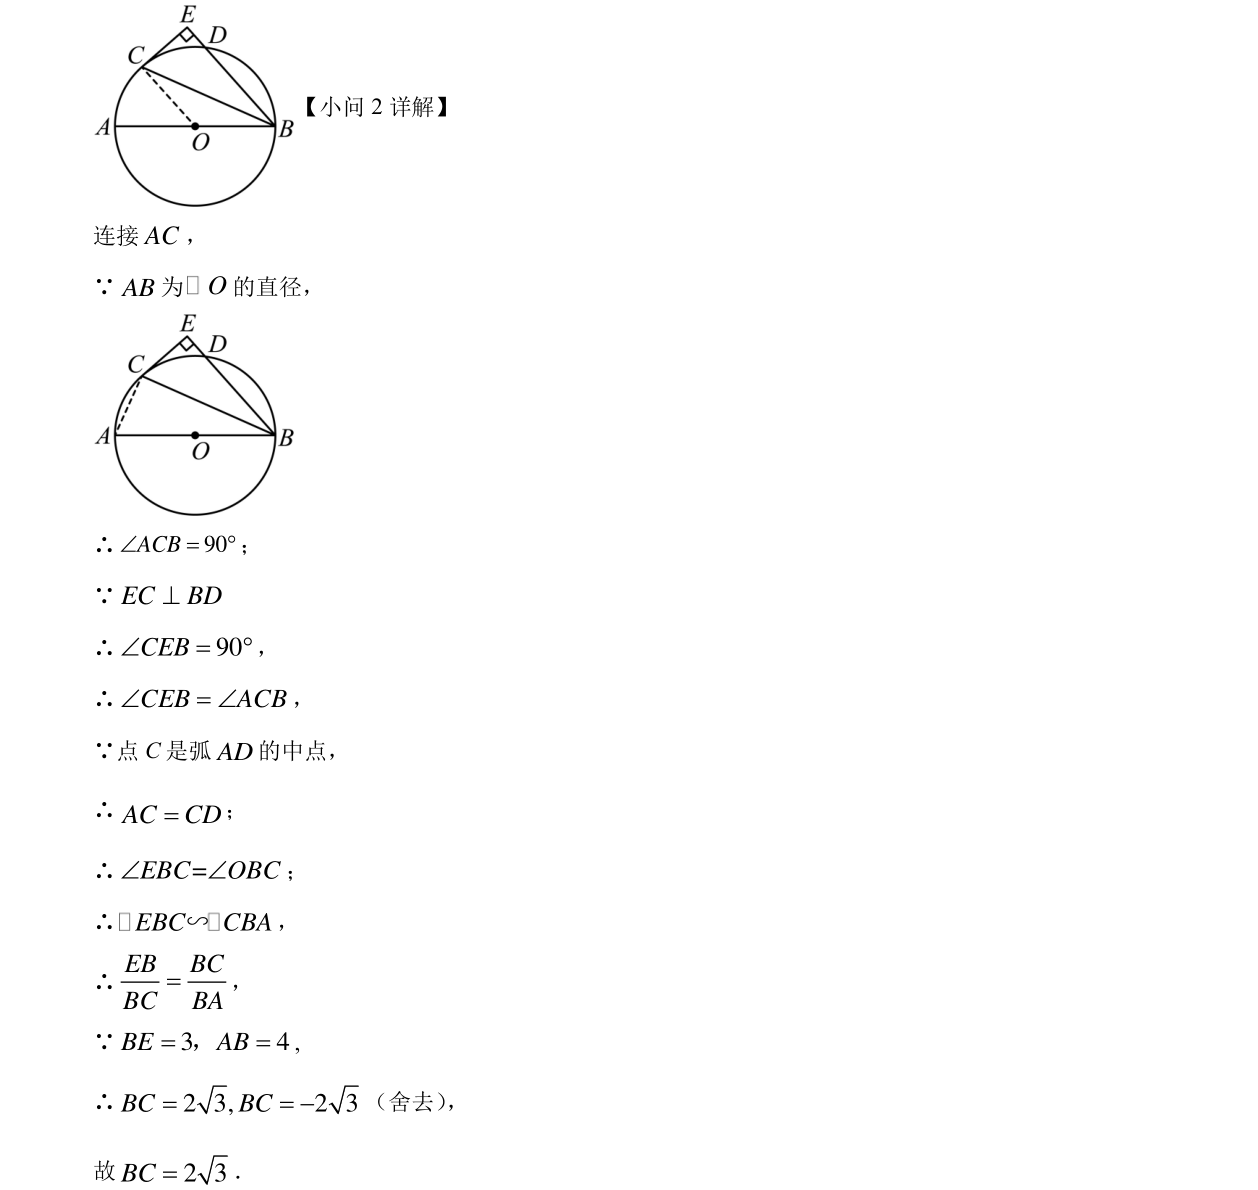 E
D
C
A
O
B
【小问 2 详解】
连接 AC，
∵ AB 为□ O 的直径，
E
D
C
A
O
B
∴ ∠ACB = 90°；
∵ EC ⊥ BD
∴ ∠CEB = 90°，
∴ ∠CEB = ∠ACB，
∵点 C 是弧 AD 的中点，
∴ AC = CD；
∴ ∠EBC=∠OBC；
∴□EBC∽□CBA，
∴ EB/BC = BC/BA，
∵ BE = 3，AB = 4 ,
∴ BC = 2√3, BC = −2√3（舍去），
故 BC = 2√3 .